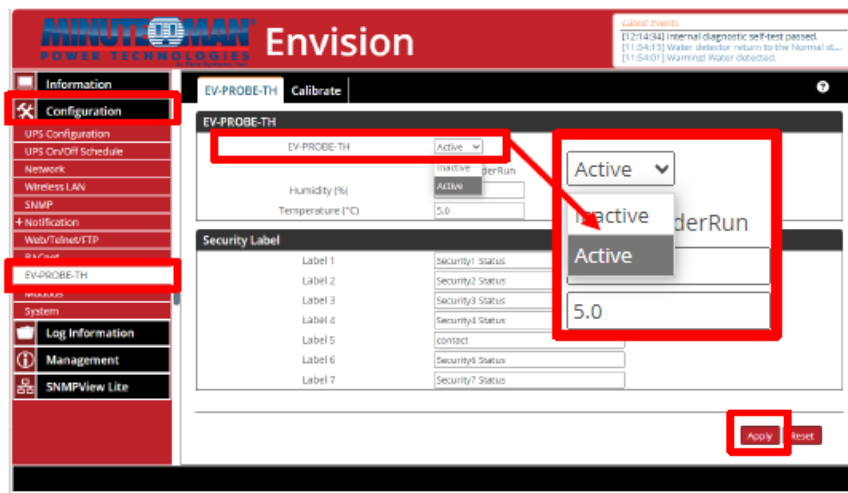 MINUTEMAN
POWER TECHNOLOGIES
Envision
Latest Events
[12:14:34] Internal diagnostic self-test passed.
[11:54:15] Water detector return to the Normal st...
[11:54:01] Warning! Water detected.
Information
Configuration
UPS Configuration
UPS On/Off Schedule
Network
Wireless LAN
SNMP
+ Notification
Web/Telnet/FTP
EV-PROBE-TH
System
Log Information
Management
SNMPView Lite
EV-PROBE-TH
Calibrate
?
EV-PROBE-TH
EV-PROBE-TH
Active
Inactive
derRun
Active
Humidity (%)
Temperature (°C)
5.0
Security Label
Label 1
Security1 Status
Label 2
Security2 Status
Label 3
Security3 Status
Label 4
Security4 Status
Label 5
contact
Label 6
Security6 Status
Label 7
Security7 Status
Active
Inactive
derRun
Active
5.0
Apply
Reset